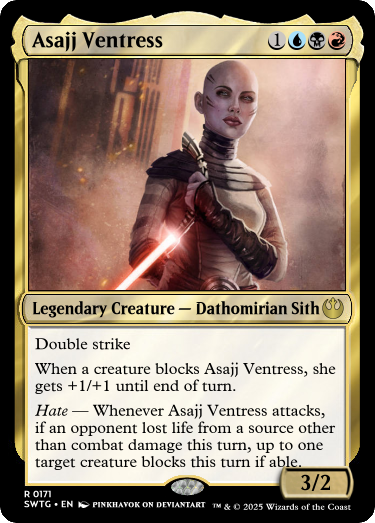 Asajj Ventress 1
Legendary Creature — Dathomirian Sith
Double strike
When a creature blocks Asajj Ventress, she
gets +1/+1 until end of turn.
Hate — Whenever Asajj Ventress attacks,
if an opponent lost life from a source other
than combat damage this turn, up to one
target creature blocks this turn if able.
3/2
R 0171
SWTG • EN PINKHAVOK ON DEVIANTART ™ & © 2025 Wizards of the Coast